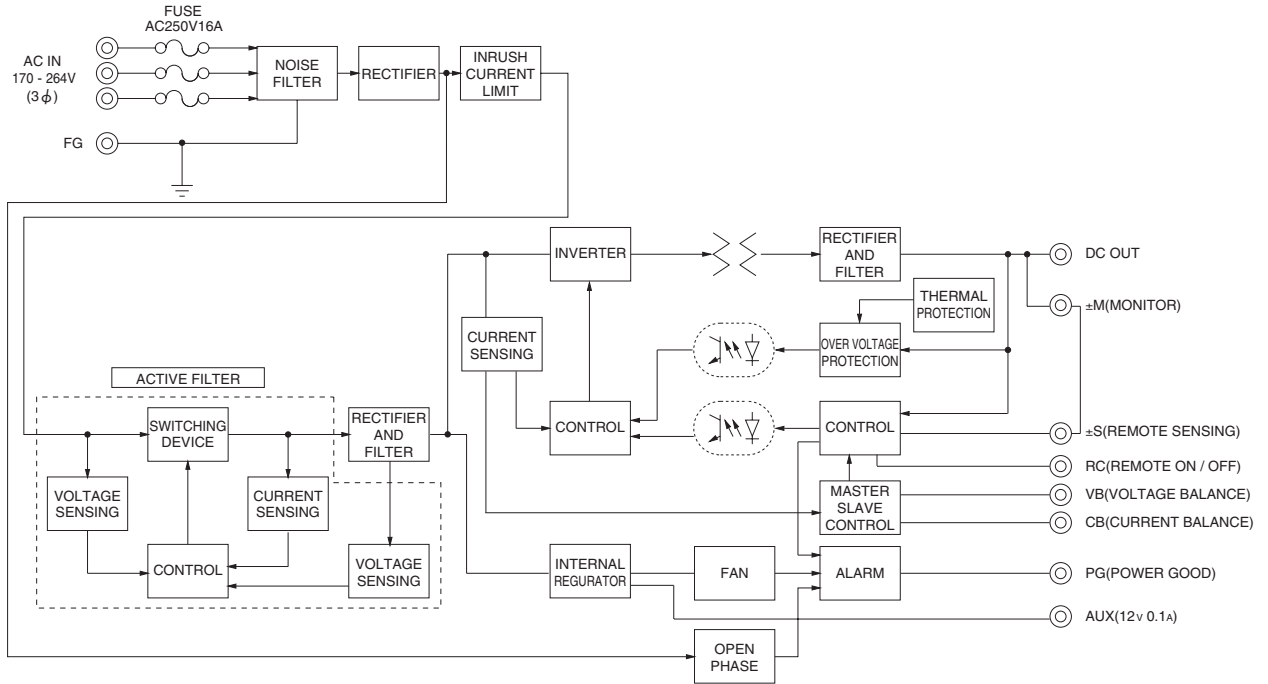 FUSE
AC250V16A
AC IN
170 - 264V
(3ϕ)
NOISE
FILTER
RECTIFIER
INRUSH
CURRENT
LIMIT
FG
INVERTER
RECTIFIER
AND
FILTER
DC OUT
THERMAL
PROTECTION
±M(MONITOR)
CURRENT
SENSING
OVER VOLTAGE
PROTECTION
ACTIVE FILTER
SWITCHING
DEVICE
RECTIFIER
AND
FILTER
CONTROL
CONTROL
±S(REMOTE SENSING)
RC(REMOTE ON / OFF)
VOLTAGE
SENSING
CURRENT
SENSING
MASTER
SLAVE
CONTROL
VB(VOLTAGE BALANCE)
CB(CURRENT BALANCE)
CONTROL
VOLTAGE
SENSING
INTERNAL
REGURATOR
FAN
ALARM
PG(POWER GOOD)
AUX(12V 0.1A)
OPEN
PHASE